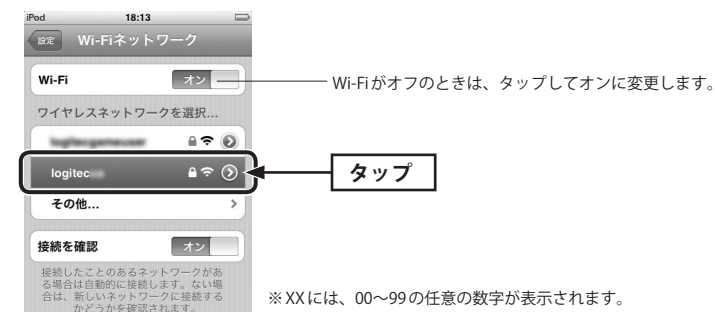 iPod 18:13
設定 Wi-Fiネットワーク
Wi-Fi オン
Wi-Fiがオフのときは、タップしてオンに変更します。
ワイヤレスネットワークを選択...
logitec
タップ
その他...
接続を確認 オン
接続したことのあるネットワークがあ
る場合は自動的に接続します。ない場
合は、新しいネットワークに接続する
かどうかを確認されます。
※XXには、00～99の任意の数字が表示されます。